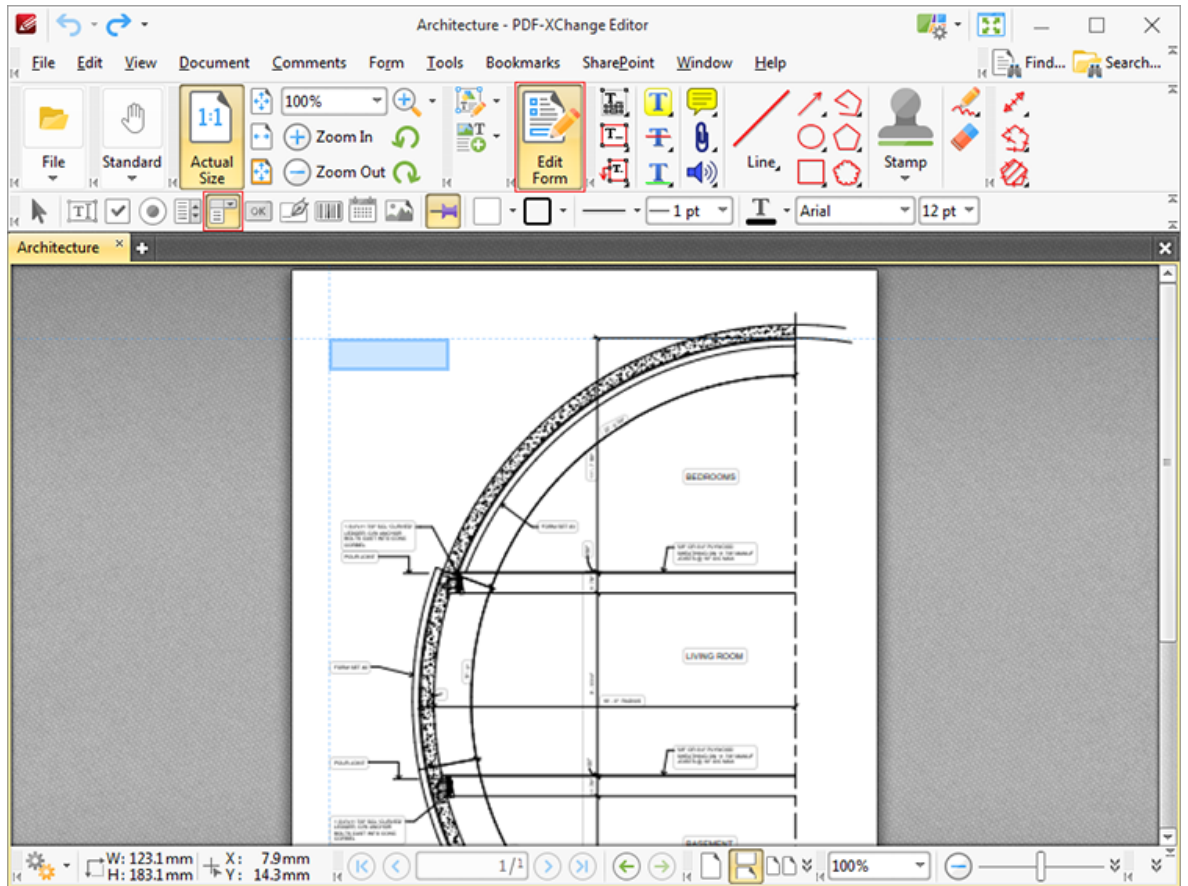 Architecture - PDF-XChange Editor
File Edit View Document Comments Form Tools Bookmarks SharePoint Window Help Find... Search...
1:1 100% T T
Zoom In
File Standard Actual Size Zoom Out Edit Form Line Stamp
T OK 1 pt T Arial 12 pt
Architecture
BEDROOMS
LIVING ROOM
BASEMENT
W: 123.1 mm X: 7.9 mm
H: 183.1 mm Y: 14.3 mm
1/1 100%